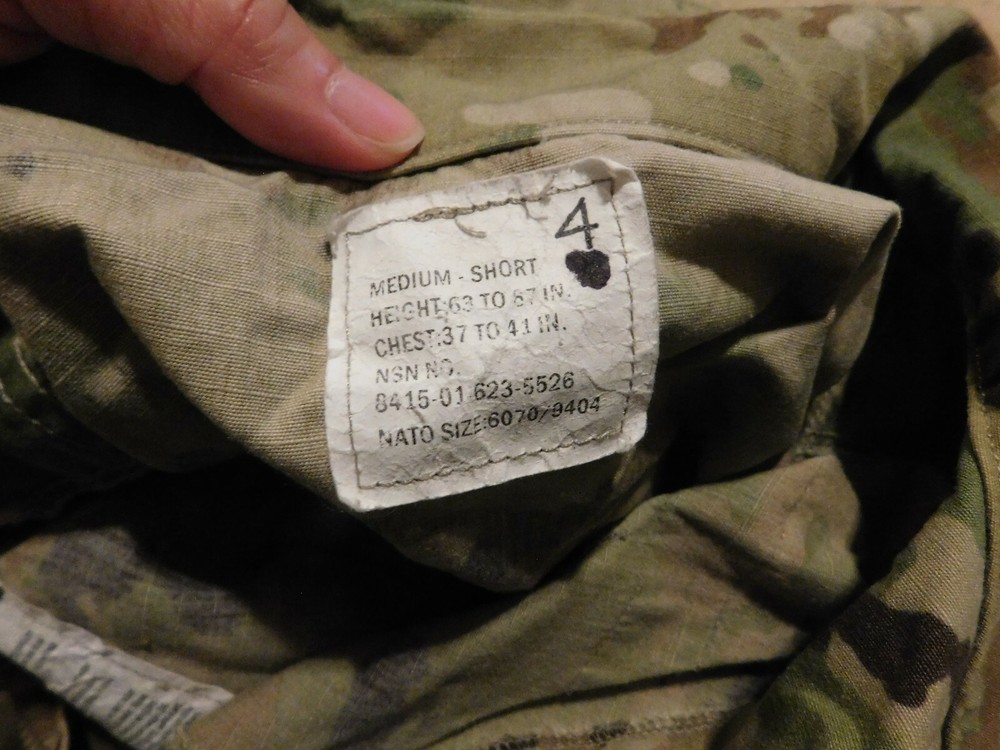 4
MEDIUM - SHORT
HEIGHT:63 TO 67 IN.
CHEST:37 TO 41 IN.
NSN NO.
8415-01-623-5526
NATO SIZE:6070/9404